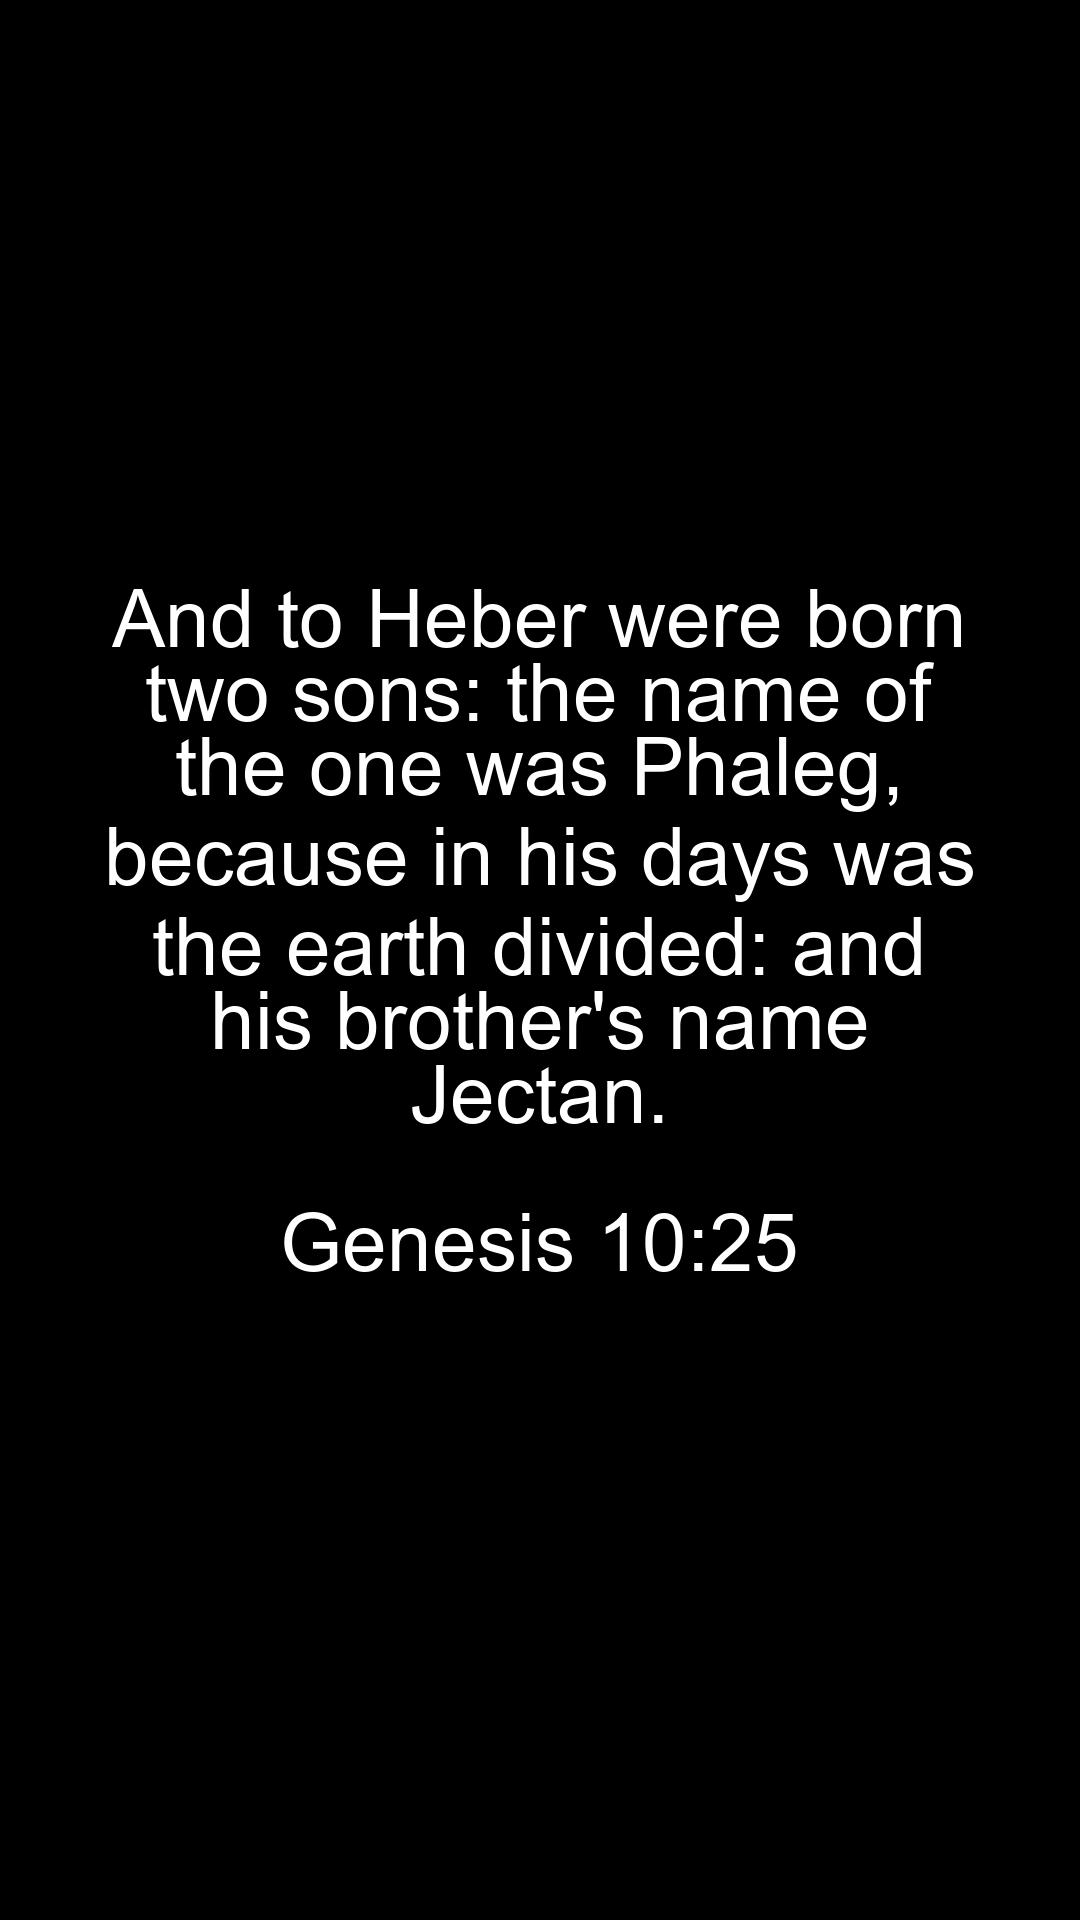 And to Heber were born
two sons: the name of
the one was Phaleg,
because in his days was
the earth divided: and
his brother's name
Jectan.
Genesis 10:25